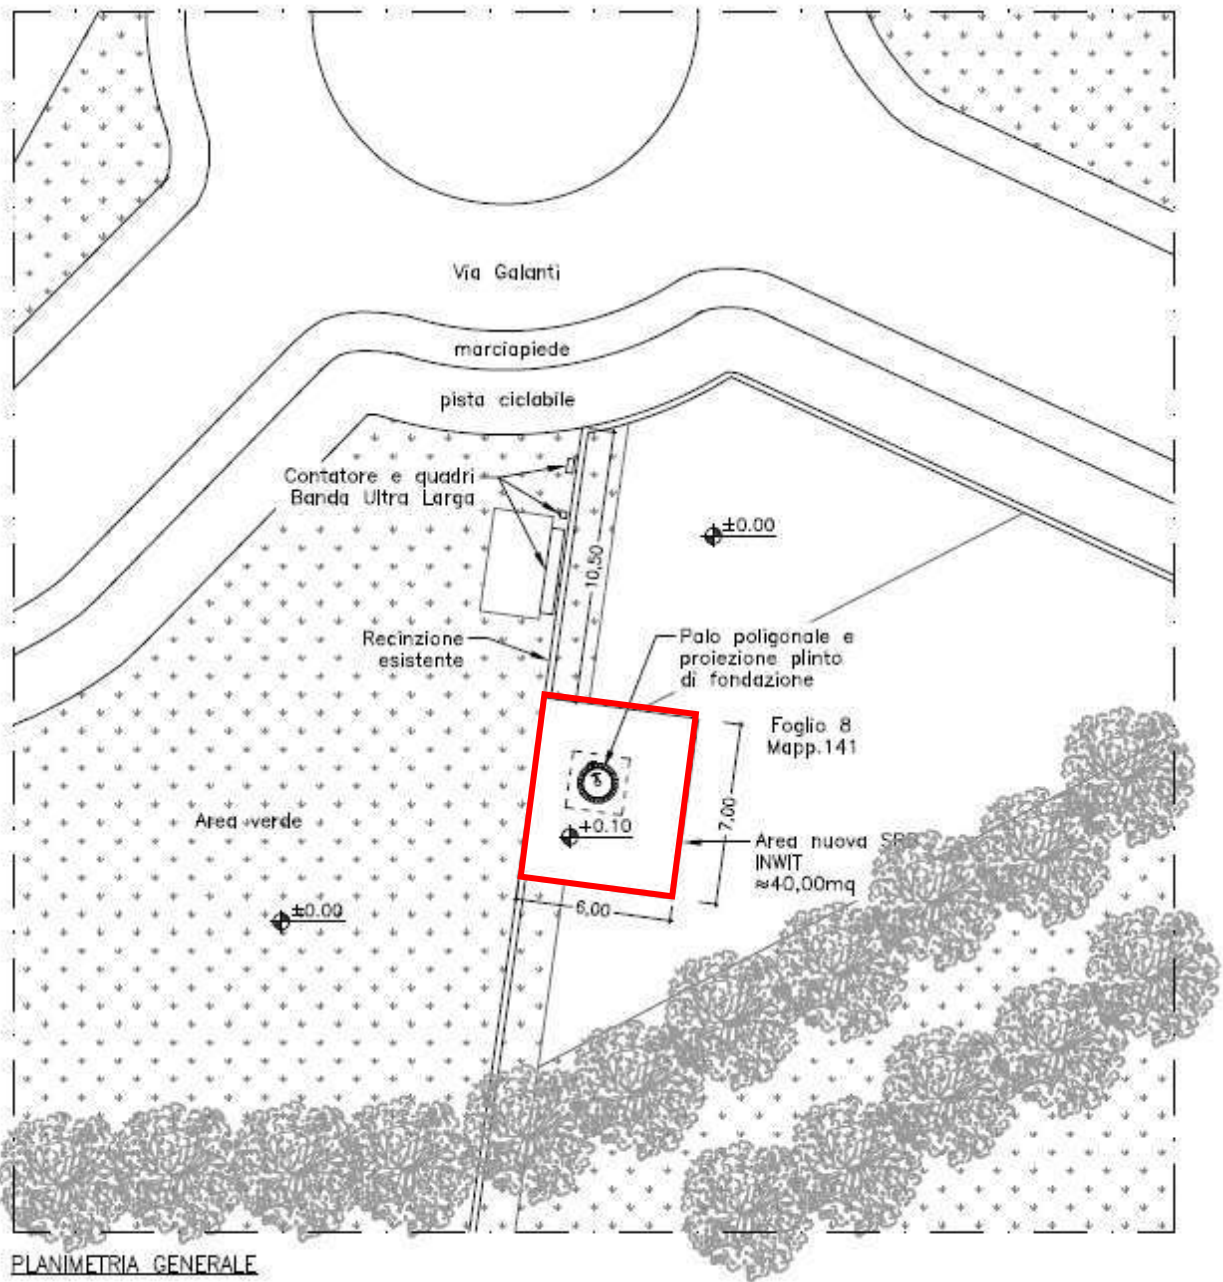 Via Galanti
marciapiede
pista ciclabile
Contatore e quadri
Banda Ultra Larga
±0.00
10,50
Recinzione
esistente
Palo poligonale e
proiezione plinto
di fondazione
Foglio 8
Mapp.141
7,00
+0.10
Area verde
Area nuova SRB
INWIT
≈40,00mq
6,00
±0.00
PLANIMETRIA GENERALE